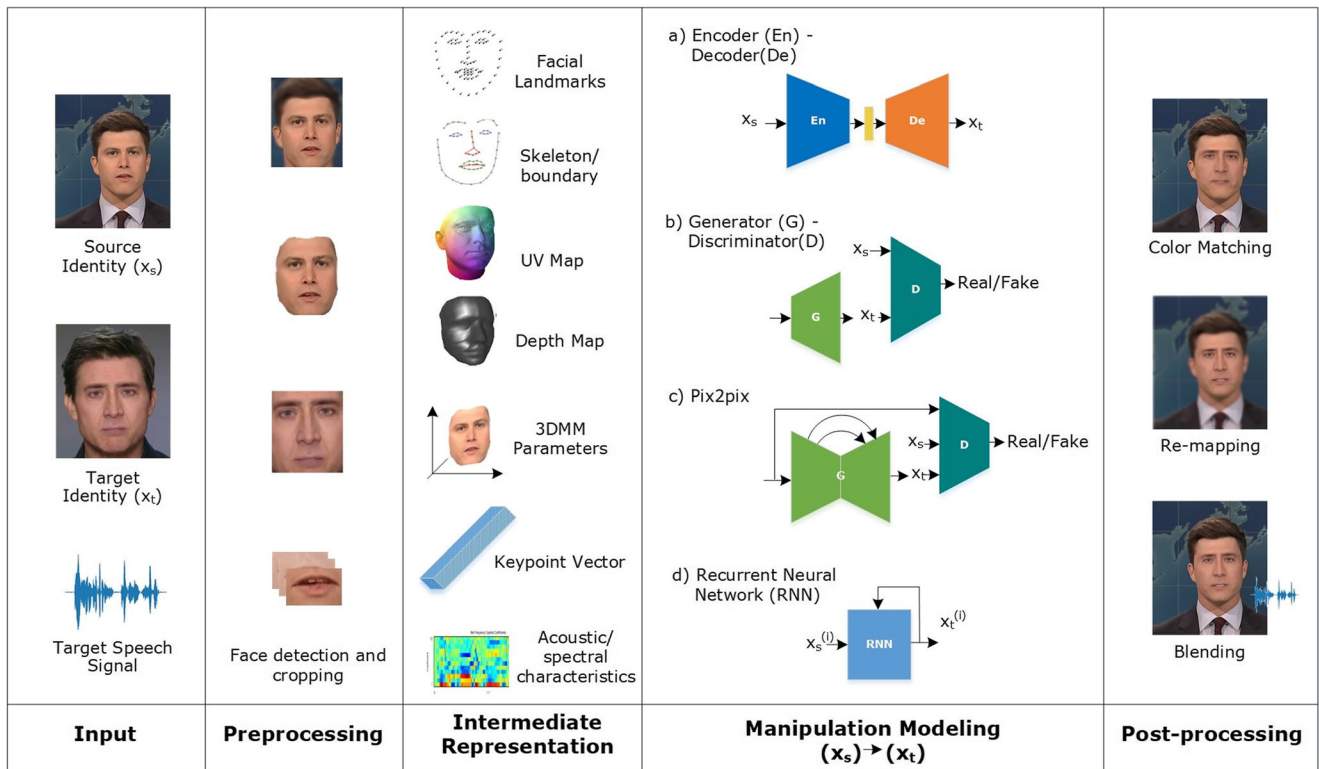 Source
Identity (xs)
Target
Identity (xt)
Target Speech
Signal
Face detection and
cropping
Facial
Landmarks
Skeleton/
boundary
UV Map
Depth Map
3DMM
Parameters
Keypoint Vector
Acoustic/
spectral
characteristics
a) Encoder (En) -
Decoder(De)
xs
En
De
xt
b) Generator (G) -
Discriminator(D)
xs
D
Real/Fake
G
xt
c) Pix2pix
xs
D
Real/Fake
G
xt
d) Recurrent Neural
Network (RNN)
xs(i)
RNN
xt(i)
Color Matching
Re-mapping
Blending
Input
Preprocessing
Intermediate
Representation
Manipulation Modeling
(xs)→(xt)
Post-processing